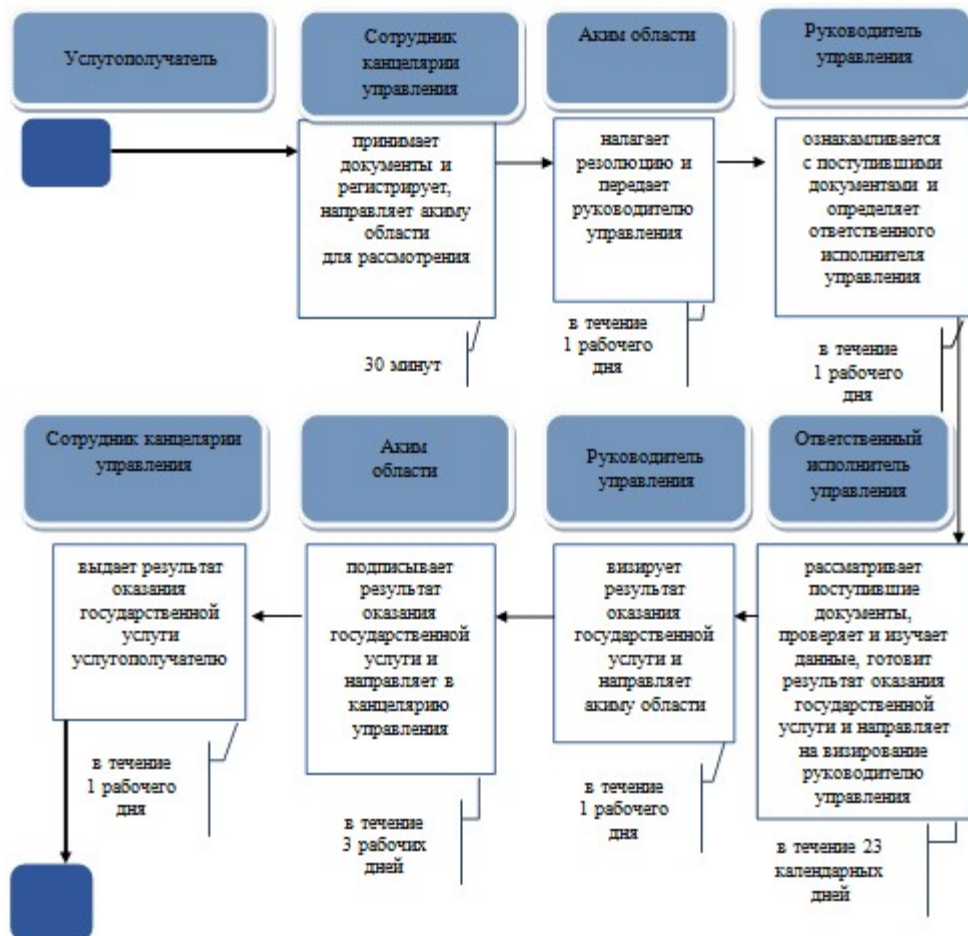 Услугополучатель
Сотрудник
канцелярии
управления
Аким области
Руководитель
управления
принимает
документы и
регистрирует,
направляет акиму
области
для рассмотрения
налагает
резолюцию и
передает
руководителю
управления
ознакамливается
с поступившими
документами и
определяет
ответственного
исполнителя
управления
30 минут
в течение
1 рабочего
дня
в течение
1 рабочего
дня
Сотрудник канцелярии
управления
Аким
области
Руководитель
управления
Ответственный
исполнитель
управления
выдает результат
оказания
государственной
услуги
услугополучателю
подписывает
результат
оказания
государственной
услуги и
направляет в
канцелярию
управления
визирует
результат
оказания
государственной
услуги и
направляет
акиму области
рассматривает
поступившие
документы,
проверяет и изучает
данные, готовит
результат оказания
государственной
услуги и направляет
на визирование
руководителю
управления
в течение
1 рабочего
дня
в течение
3 рабочих
дней
в течение
1 рабочего
дня
в течение 23
календарных
дней